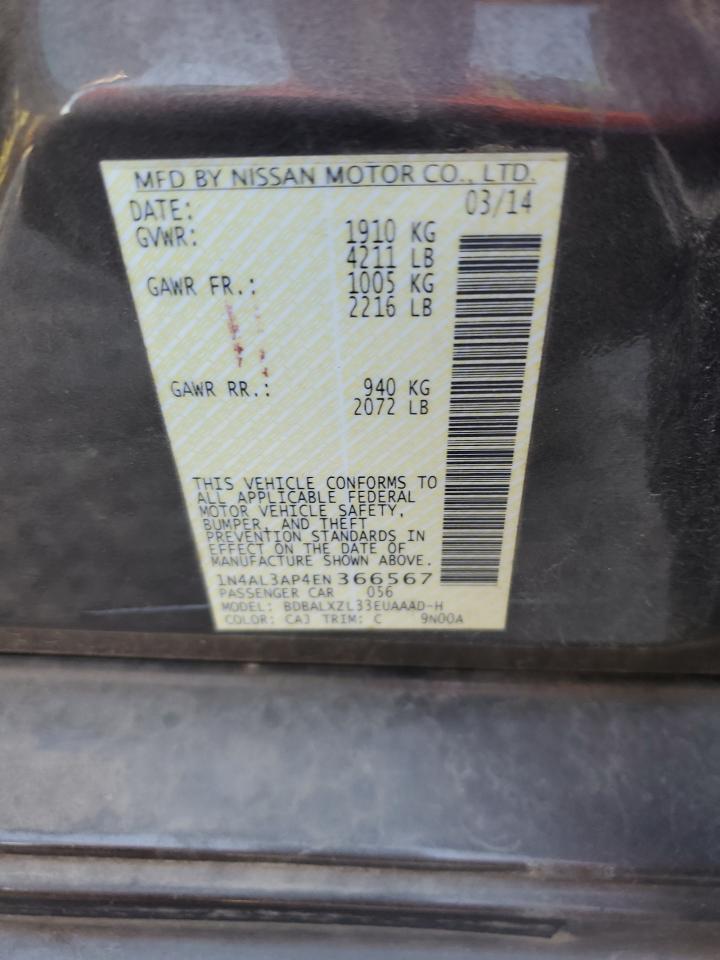 MFD BY NISSAN MOTOR CO., LTD.
DATE: 03/14
GVWR: 1910 KG
4211 LB
GAWR FR.: 1005 KG
2216 LB
GAWR RR.: 940 KG
2072 LB
THIS VEHICLE CONFORMS TO
ALL APPLICABLE FEDERAL
MOTOR VEHICLE SAFETY,
BUMPER, AND THEFT
PREVENTION STANDARDS IN
EFFECT ON THE DATE OF
MANUFACTURE SHOWN ABOVE.
1N4AL3AP4EN366567
PASSENGER CAR 056
MODEL: BDBALXZL33EUAAAD-H
COLOR: CAJ TRIM: C 9N00A